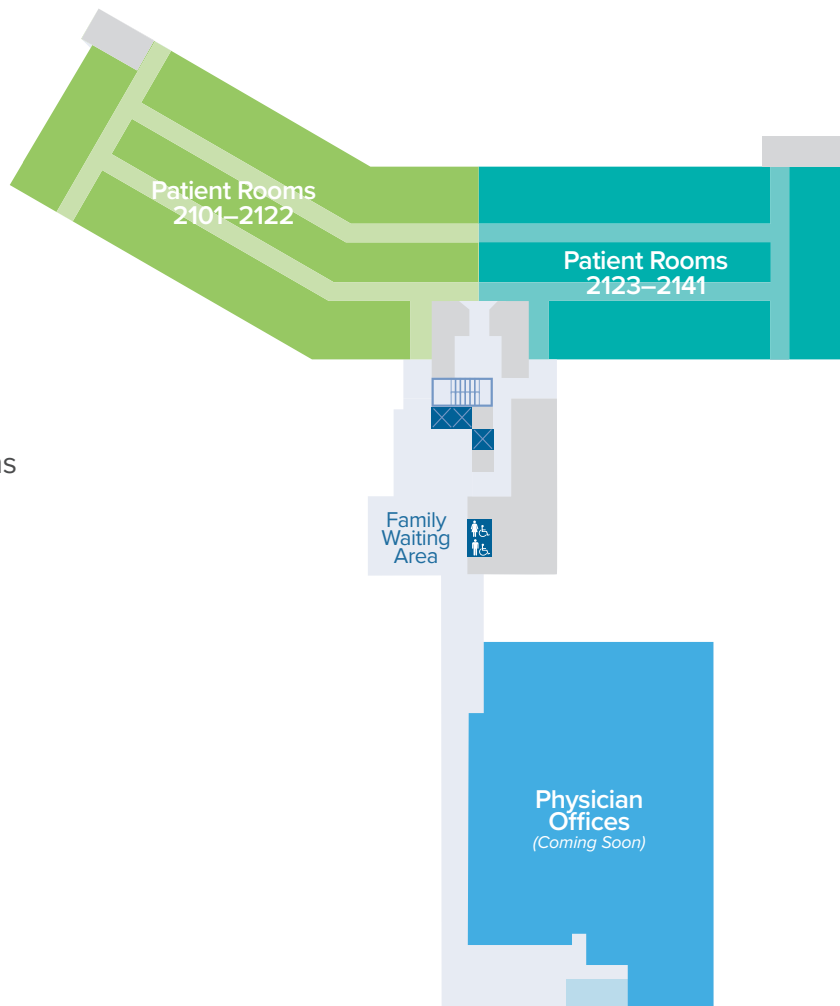 Patient Rooms
2101–2122
Patient Rooms
2123–2141
Family
Waiting
Area
Physician
Offices
(Coming Soon)